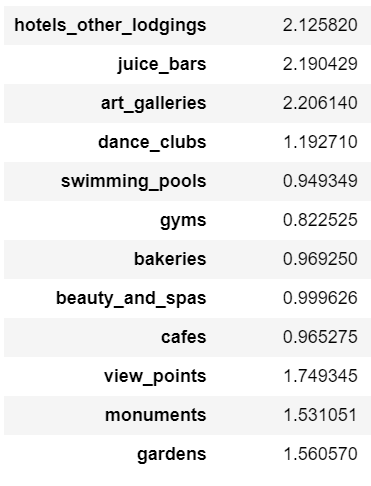 hotels_other_lodgings 2.125820
juice_bars 2.190429
art_galleries 2.206140
dance_clubs 1.192710
swimming_pools 0.949349
gyms 0.822525
bakeries 0.969250
beauty_and_spas 0.999626
cafes 0.965275
view_points 1.749345
monuments 1.531051
gardens 1.560570